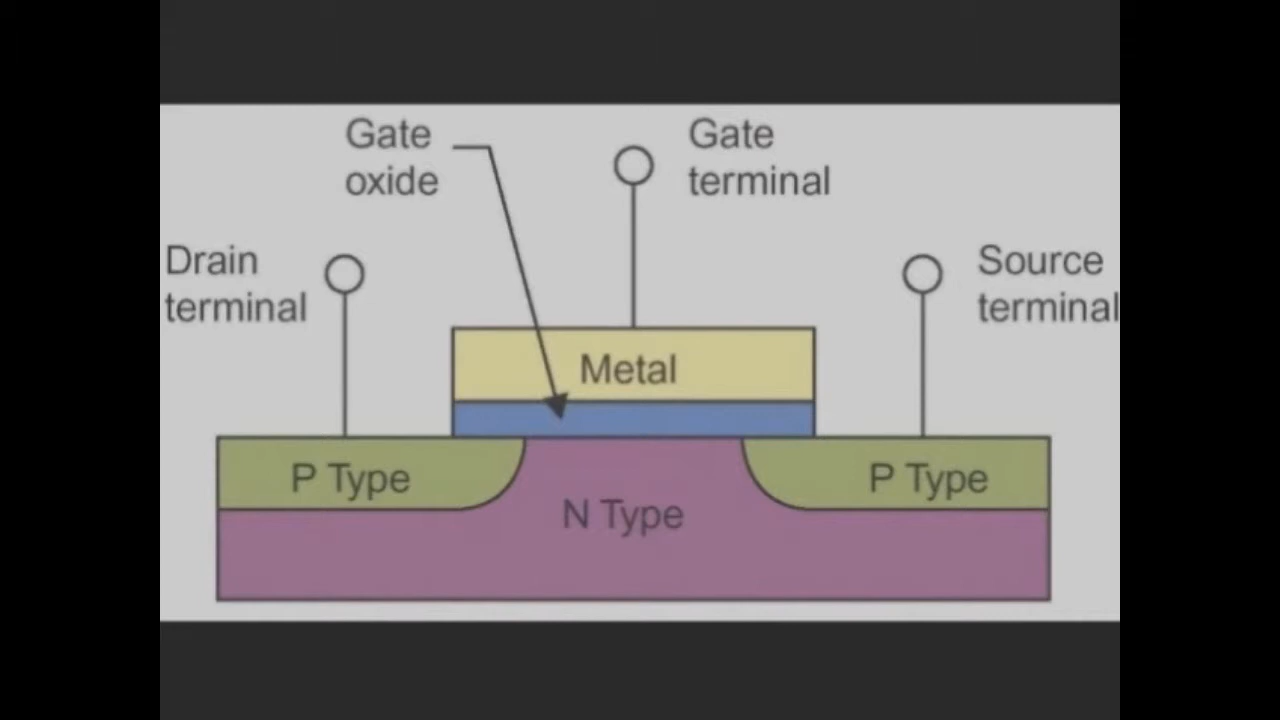 Gate
oxide
Gate
terminal
Drain
terminal
Source
terminal
Metal
P Type
N Type
P Type